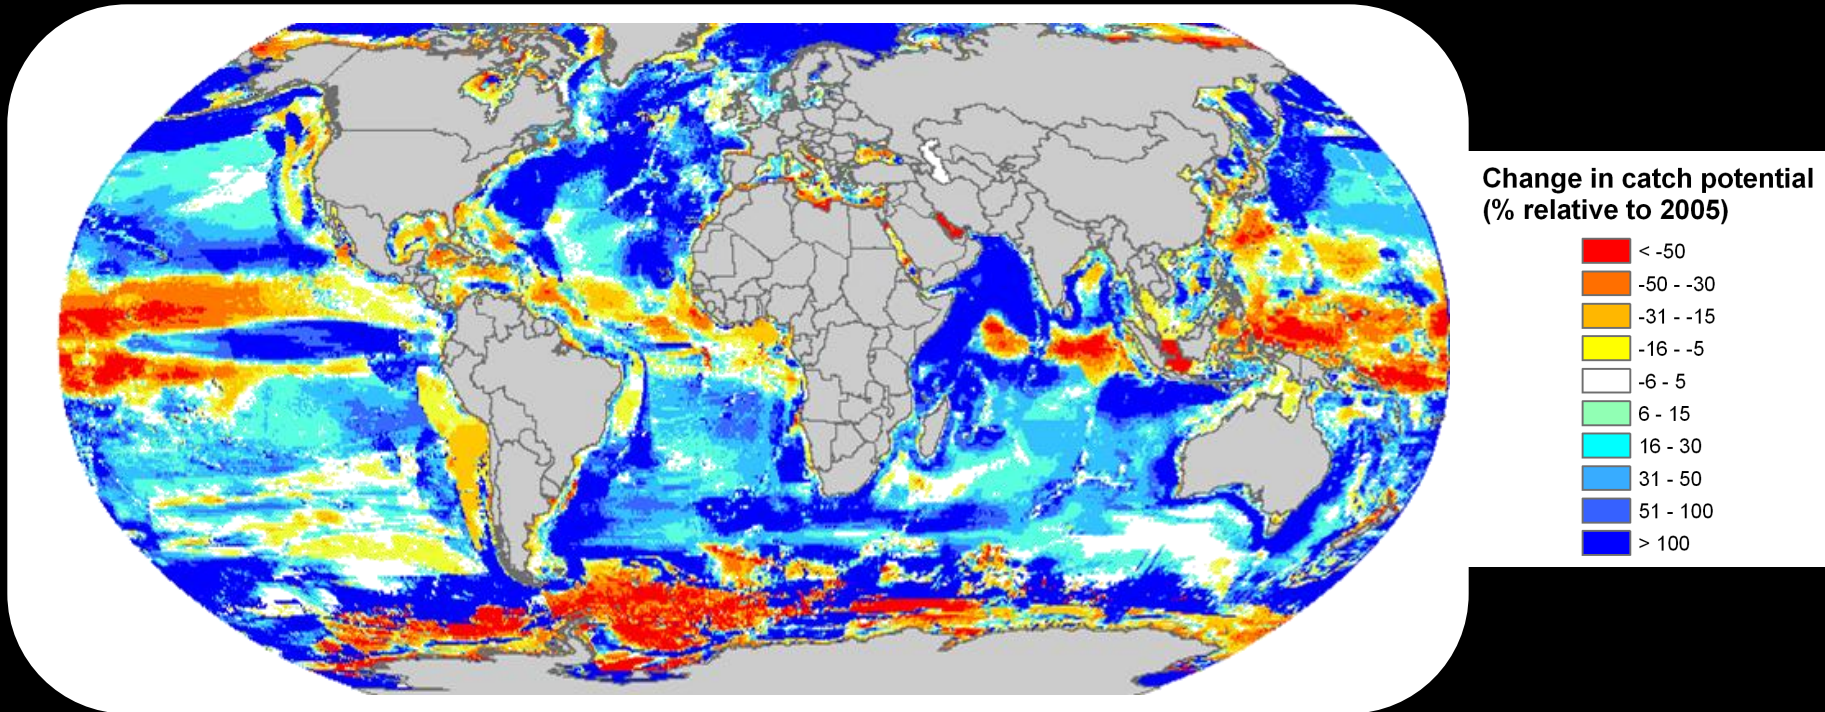 Change in catch potential
(% relative to 2005)
< -50
-50 - -30
-31 - -15
-16 - -5
-6 - 5
6 - 15
16 - 30
31 - 50
51 - 100
> 100